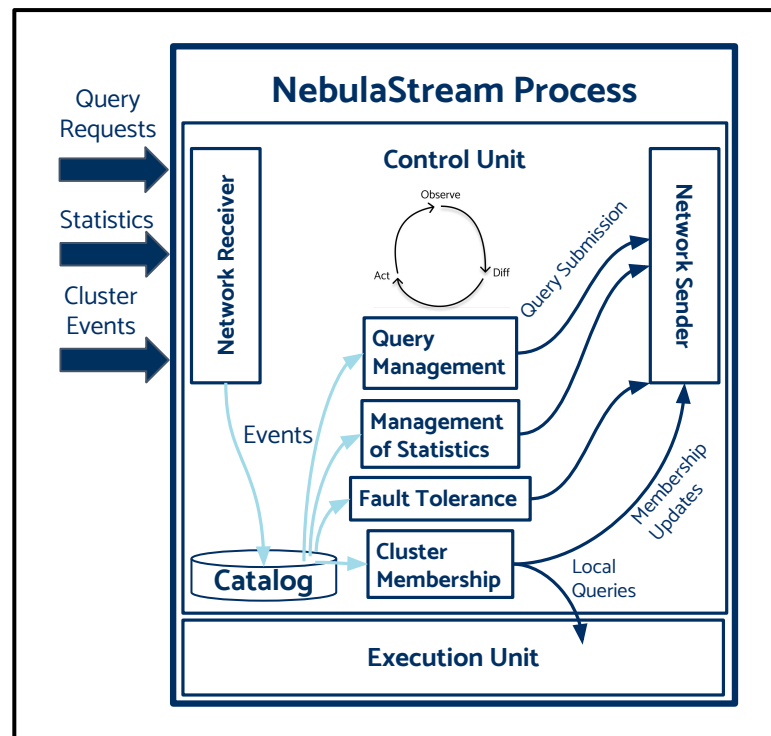 NebulaStream Process
Query
Requests
Statistics
Cluster
Events
Network Receiver
Control Unit
Observe
Diff
Act
Query Submission
Network Sender
Query
Management
Events
Management
of Statistics
Fault Tolerance
Membership
Updates
Catalog
Cluster
Membership
Local
Queries
Execution Unit